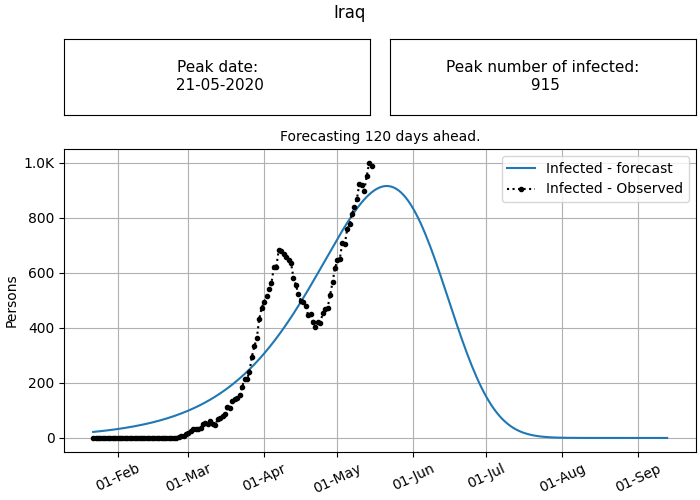 Iraq
Peak date:
21-05-2020
Peak number of infected:
915
Forecasting 120 days ahead.
Infected - forecast
Infected - Observed
Persons
1.0K
800
600
400
200
0
01-Feb
01-Mar
01-Apr
01-May
01-Jun
01-Jul
01-Aug
01-Sep